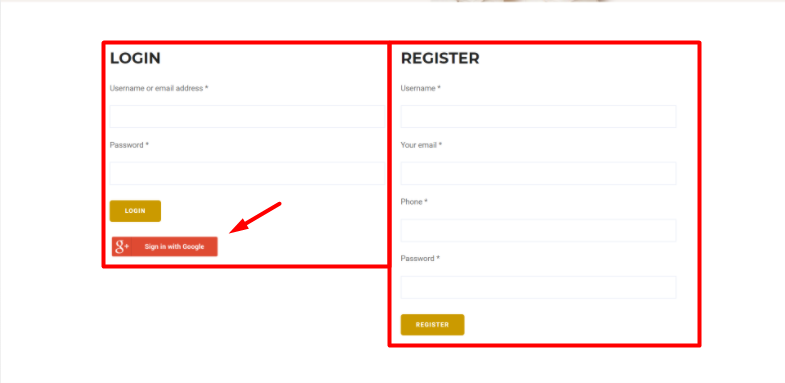 LOGIN
Username or email address *
Password *
LOGIN
g+ Sign in with Google
REGISTER
Username *
Your email *
Phone *
Password *
REGISTER